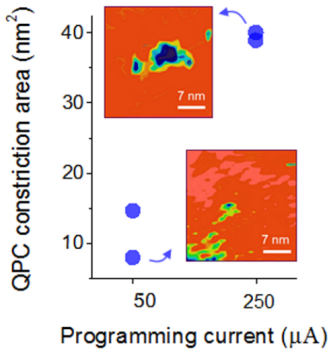 QPC constriction area (nm²)
40
30
20
10
7 nm
7 nm
50
250
Programming current (µA)